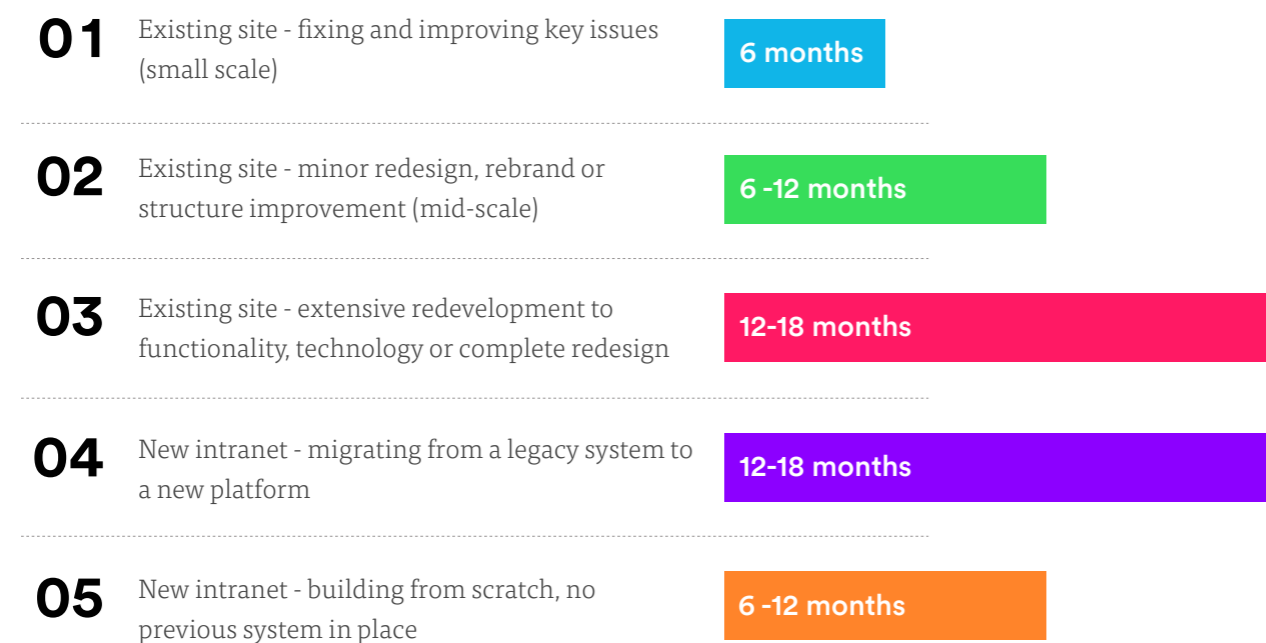 01
Existing site - fixing and improving key issues
(small scale)
6 months
02
Existing site - minor redesign, rebrand or
structure improvement (mid-scale)
6 -12 months
03
Existing site - extensive redevelopment to
functionality, technology or complete redesign
12-18 months
04
New intranet - migrating from a legacy system to
a new platform
12-18 months
05
New intranet - building from scratch, no
previous system in place
6 -12 months